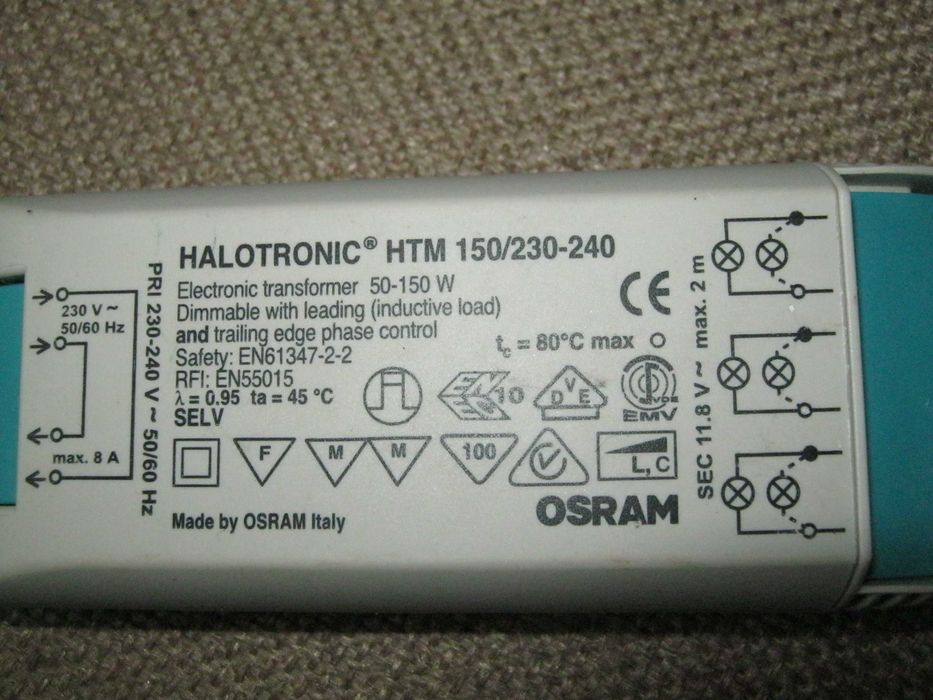 HALOTRONIC® HTM 150/230-240
Electronic transformer 50-150 W
Dimmable with leading (inductive load)
and trailing edge phase control
Safety: EN61347-2-2
RFI: EN55015
λ = 0.95 ta = 45 °C
SELV
tc = 80°C max
CE
PRI 230-240 V ~ 50/60 Hz
230 V ~
50/60 Hz
max. 8 A
10
VDE
VDE
EMV
F
M
M
100
L, C
Made by OSRAM Italy
OSRAM
SEC 11.8 V ~ max. 2 m